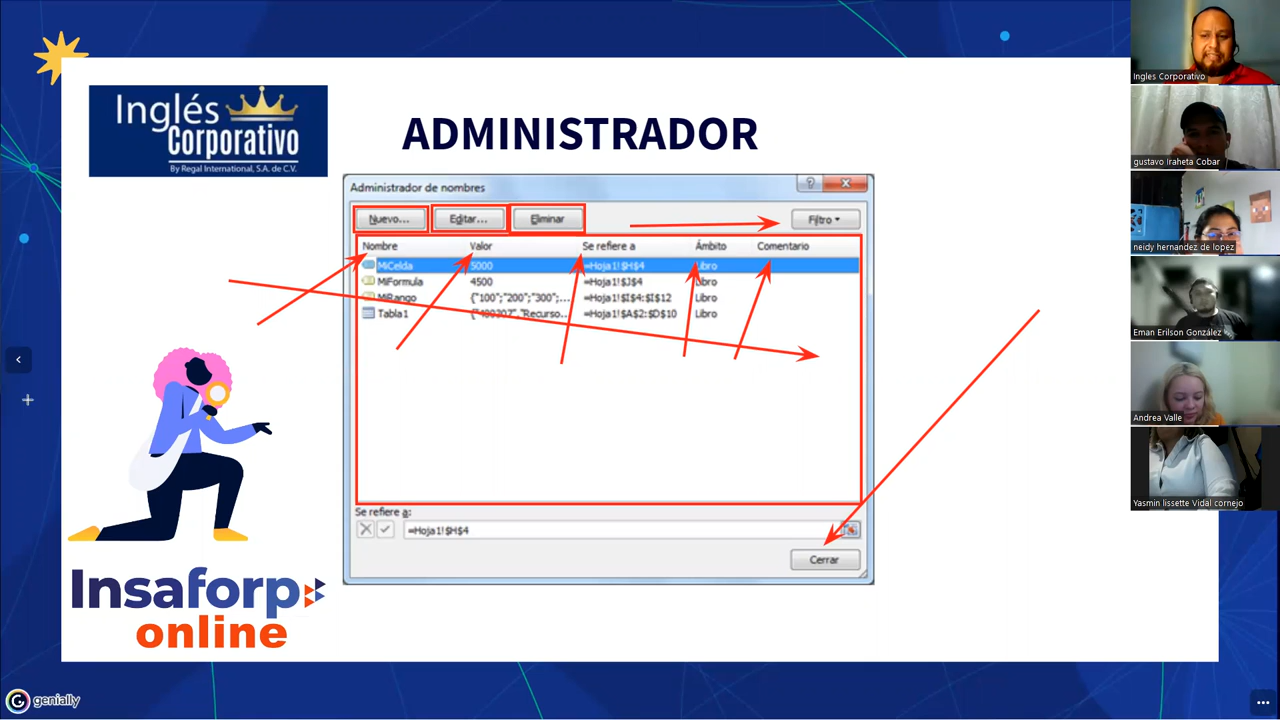 Inglés
Corporativo
By Regal International, S.A. de C.V.
ADMINISTRADOR
Administrador de nombres
Nuevo...
Editar...
Eliminar
Filtro
Nombre Valor Se refiere a Ámbito Comentario
MiCelda 5000 =Hoja1!$H$4 Libro
MiFormula 4500 =Hoja1!$J$4 Libro
MiRango {"100";"200";"300";... =Hoja1!$I$4:$I$12 Libro
Tabla1 "Recurso... =Hoja1!$A$2:$D$10 Libro
Se refiere a:
=Hoja1!$H$4
Cerrar
Insaforp
online
genially
Ingles Corporativo
gustavo Iraheta Cobar
neidy hernandez de lopez
Eman Erilson González
Andrea Valle
Yasmin lissette Vidal cornejo